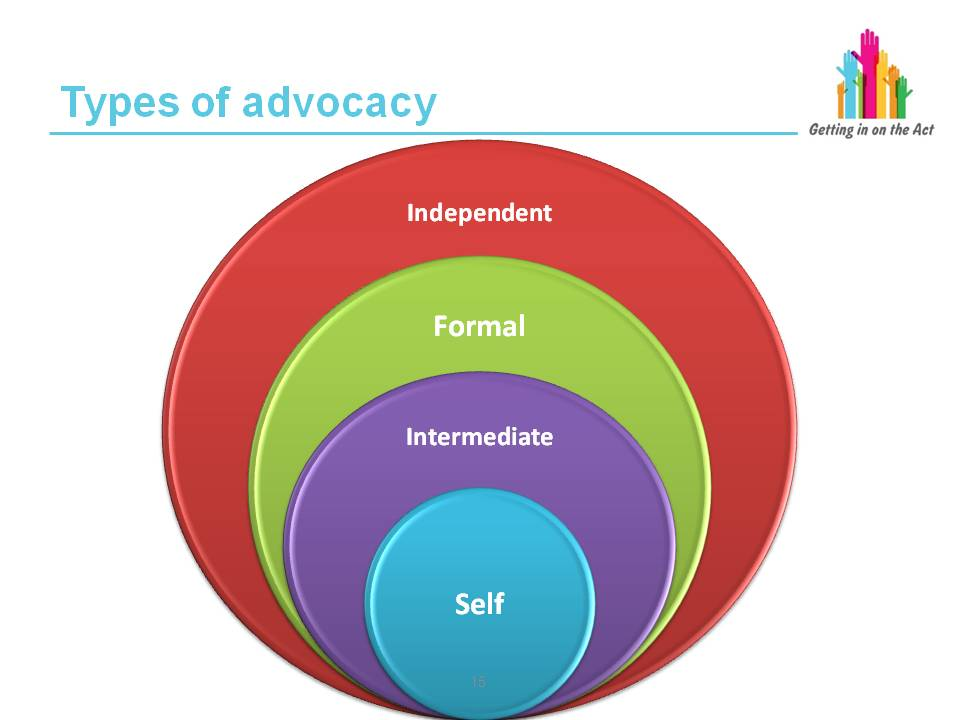 Types of advocacy
Getting in on the Act
Independent
Formal
Intermediate
Self
15